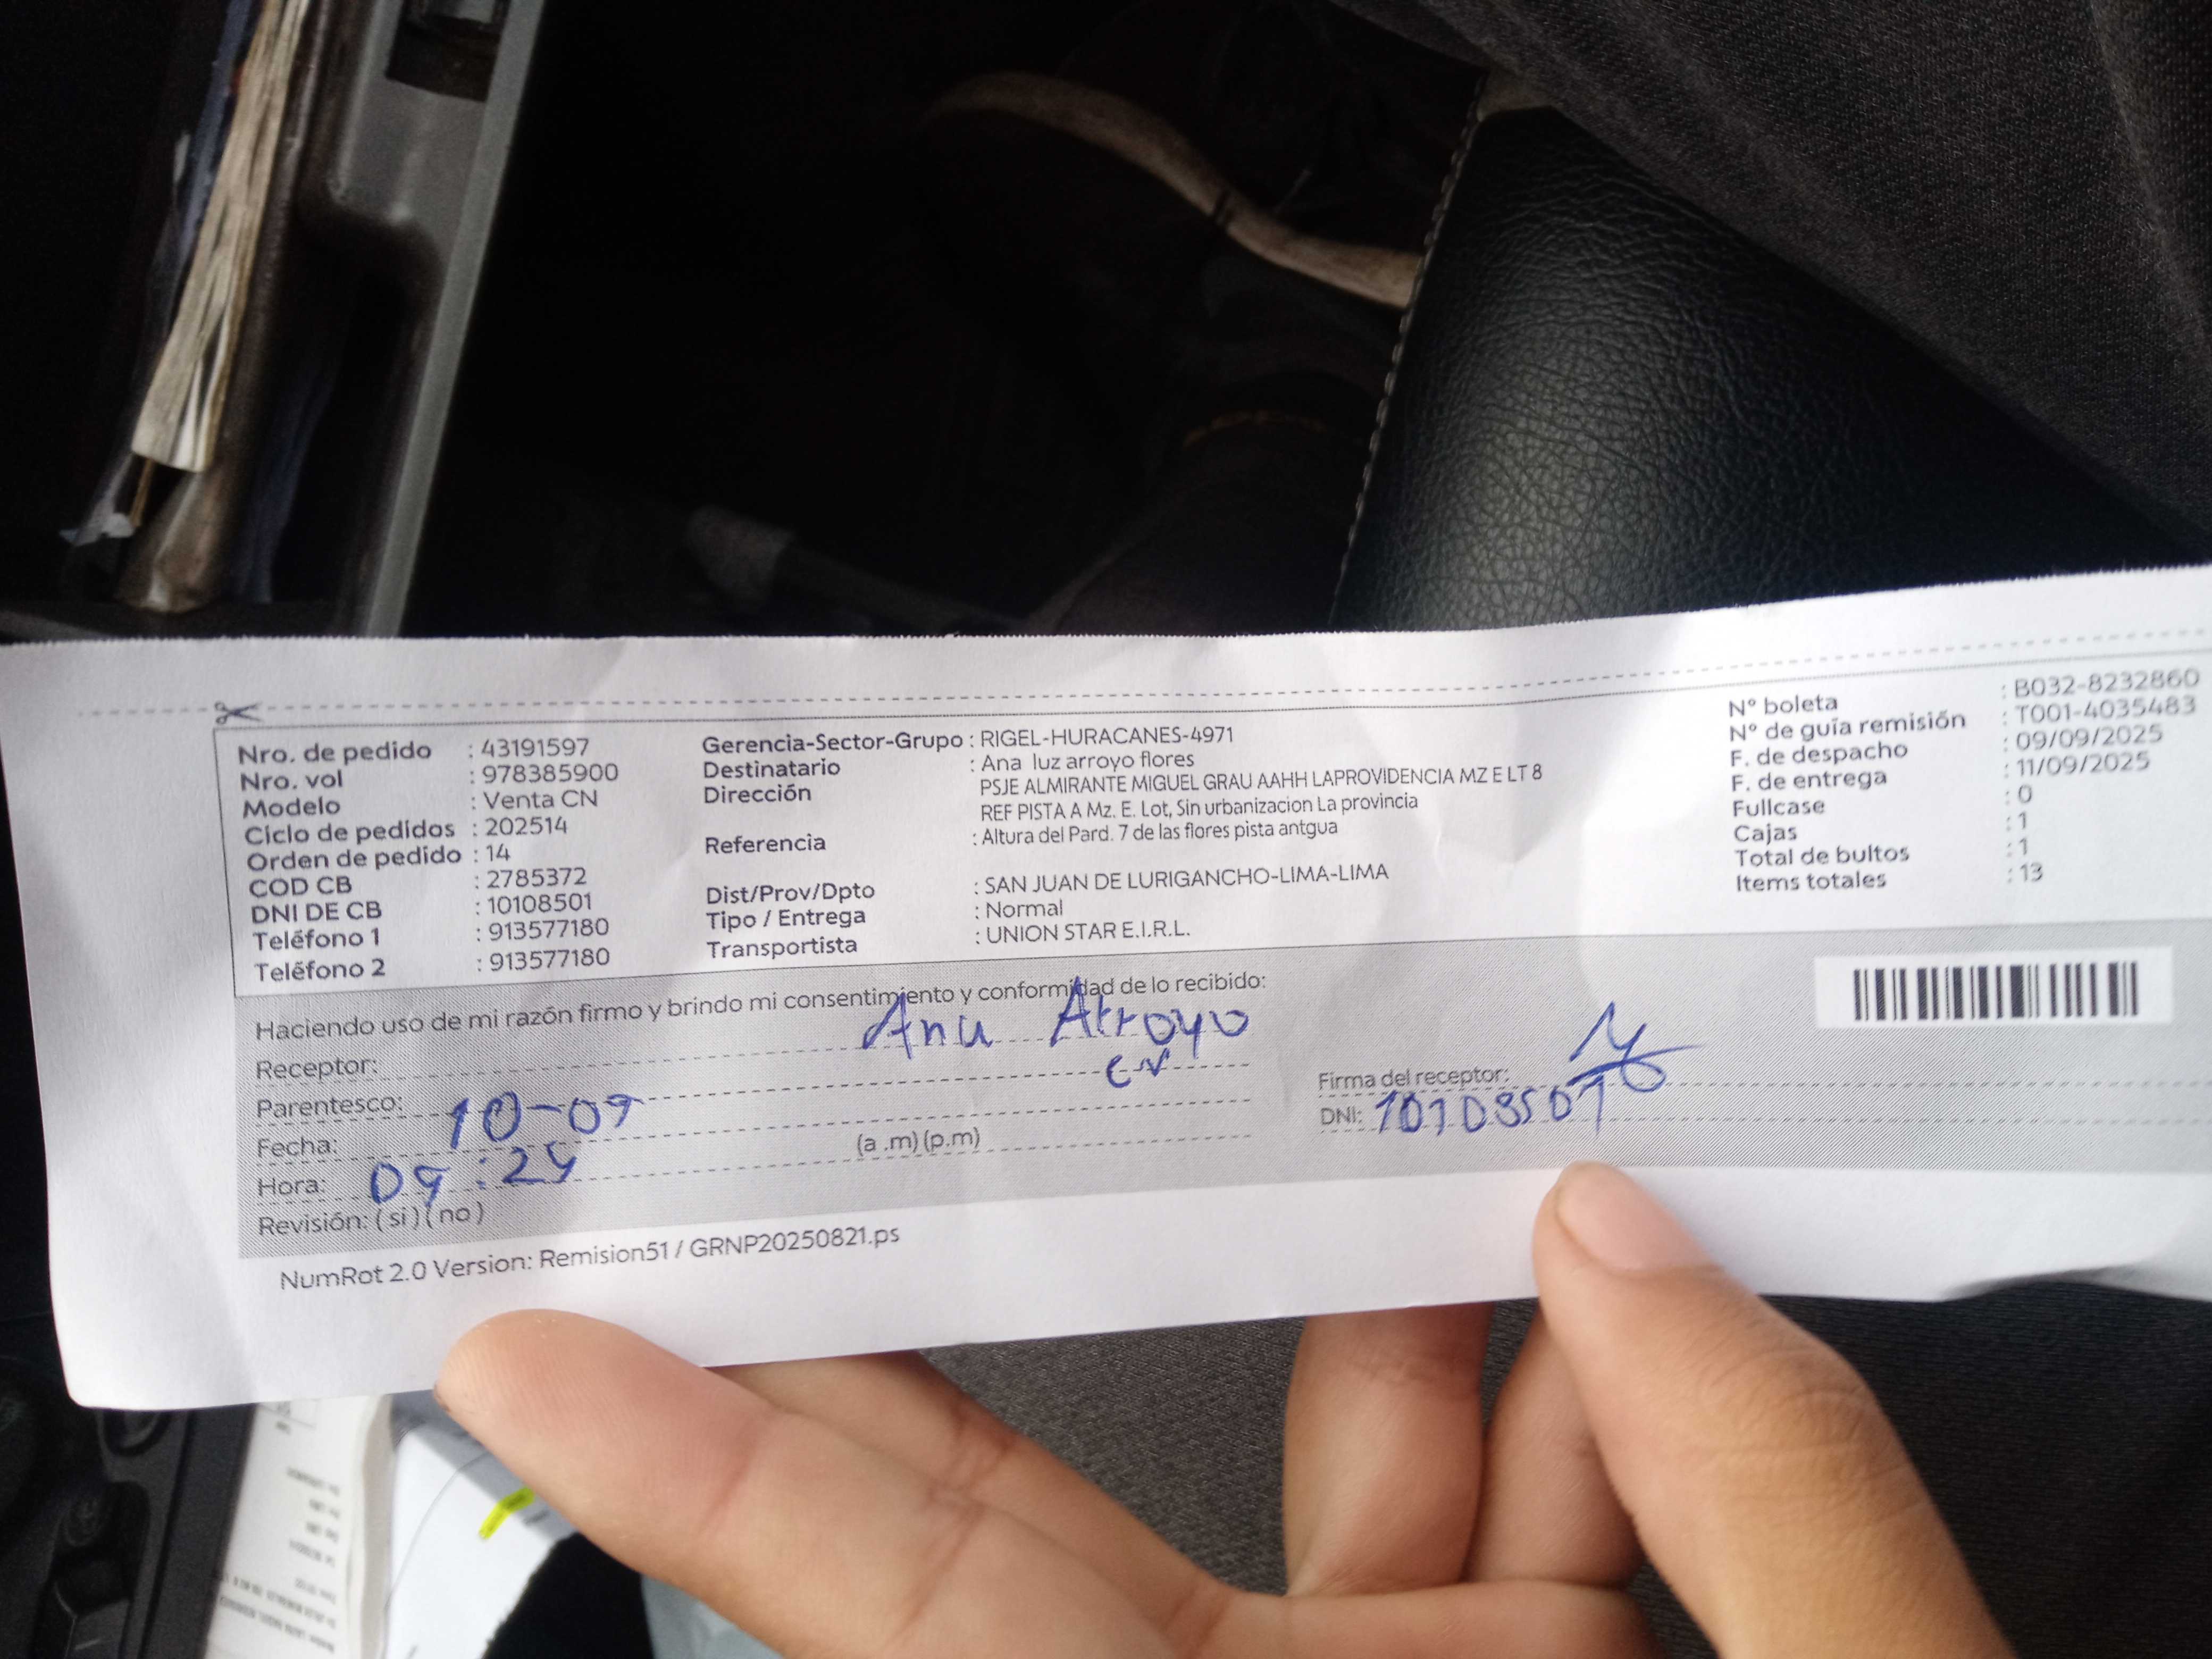 Nro. de pedido : 43191597
Nro. vol : 978385900
Modelo : Venta CN
Ciclo de pedidos : 202514
Orden de pedido : 14
COD CB : 2785372
DNI DE CB : 10108501
Teléfono 1 : 913577180
Teléfono 2 : 913577180
Gerencia-Sector-Grupo : RIGEL-HURACANES-4971
Destinatario : Ana luz arroyo flores
Dirección PSJE ALMIRANTE MIGUEL GRAU AAHH LAPROVIDENCIA MZ E LT 8
REF PISTA A Mz. E. Lot, Sin urbanizacion La provincia
Referencia : Altura del Pard. 7 de las flores pista antgua
Dist/Prov/Dpto : SAN JUAN DE LURIGANCHO-LIMA-LIMA
Tipo / Entrega : Normal
Transportista : UNION STAR E.I.R.L.
N° boleta : B032-8232860
N° de guía remisión : T001-4035483
F. de despacho : 09/09/2025
F. de entrega : 11/09/2025
Fullcase : 0
Cajas : 1
Total de bultos : 1
Items totales : 13
Haciendo uso de mi razón firmo y brindo mi consentimiento y conformidad de lo recibido:
Receptor: Ana Arroyo
Parentesco: CN
Fecha: 10-09
Hora: 09:24 (a .m) (p.m)
Revisión: ( si ) ( no )
Firma del receptor:
DNI: 10108501
NumRot 2.0 Version: Remision51 / GRNP20250821.ps